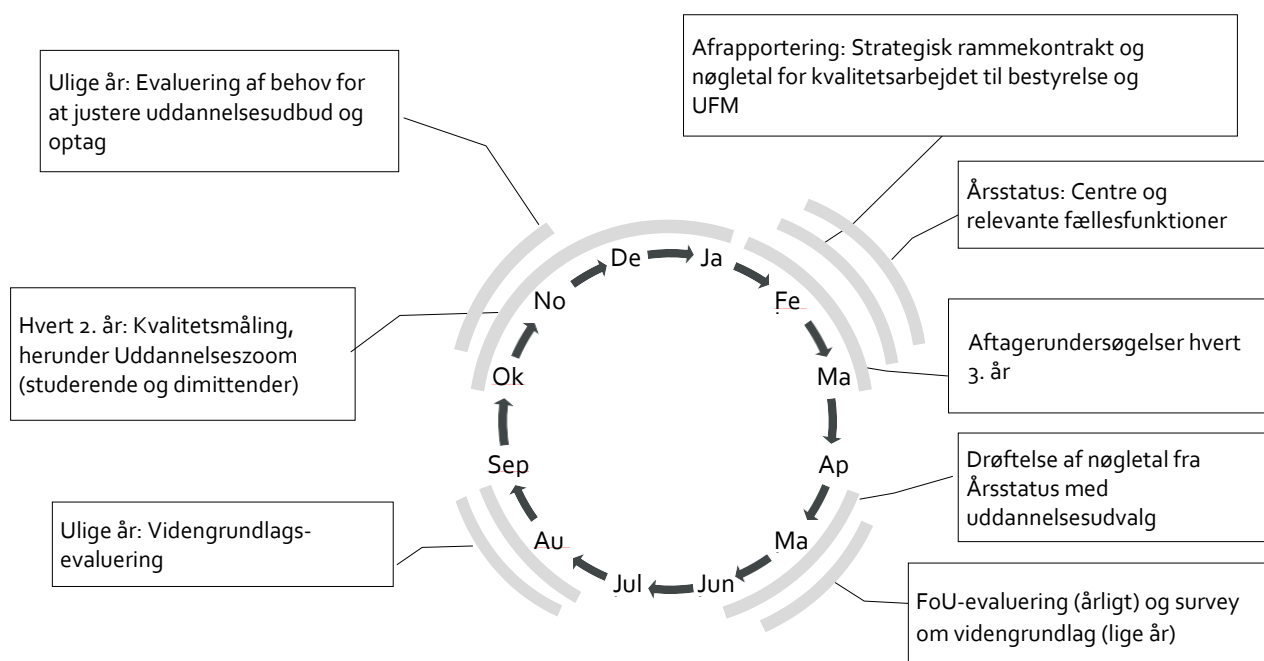 Ulige år: Evaluering af behov for
at justere uddannelsesudbud og
optag
Afrapportering: Strategisk rammekontrakt og
nøgletal for kvalitetsarbejdet til bestyrelse og
UFM
Årsstatus: Centre og
relevante fællesfunktioner
Hvert 2. år: Kvalitetsmåling,
herunder Uddannelseszoom
(studerende og dimittender)
Aftagerundersøgelser hvert
3. år
Drøftelse af nøgletal fra
Årsstatus med
uddannelsesudvalg
Ulige år: Videngrundlags-
evaluering
FoU-evaluering (årligt) og survey
om videngrundlag (lige år)
De
Ja
Fe
Ma
Ap
Ma
Jun
Jul
Au
Sep
Ok
No